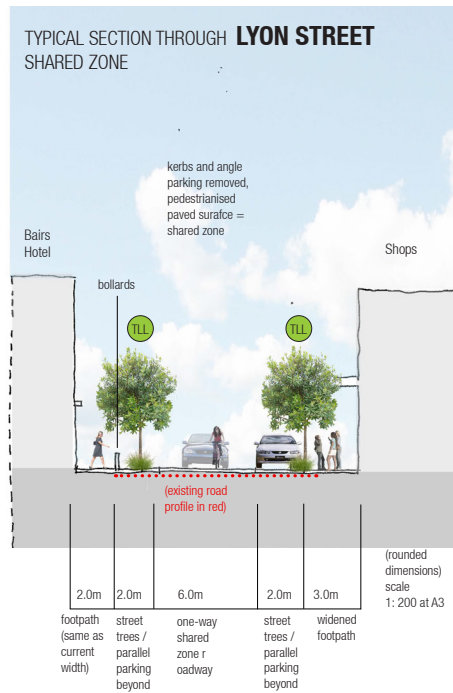 TYPICAL SECTION THROUGH LYON STREET
SHARED ZONE
kerbs and angle
parking removed,
pedestrianised
paved surafce =
shared zone
Bairs
Hotel
Shops
bollards
TLL
TLL
(existing road
profile in red)
2.0m
2.0m
6.0m
2.0m
3.0m
(rounded
dimensions)
scale
1: 200 at A3
footpath
(same as
current
width)
street
trees /
parallel
parking
beyond
one-way
shared
zone r
oadway
street
trees /
parallel
parking
beyond
widened
footpath